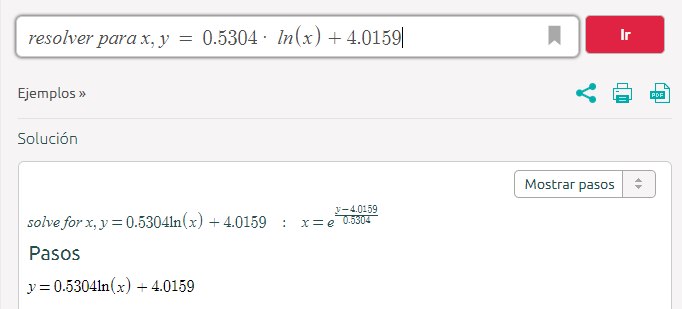 resolver para x, y = 0.5304 · ln(x) + 4.0159
Ir
Ejemplos »
PDF
Solución
Mostrar pasos
solve for x, y = 0.5304ln(x) + 4.0159 : x = e^((y−4.0159)/0.5304)
Pasos
y = 0.5304ln(x) + 4.0159